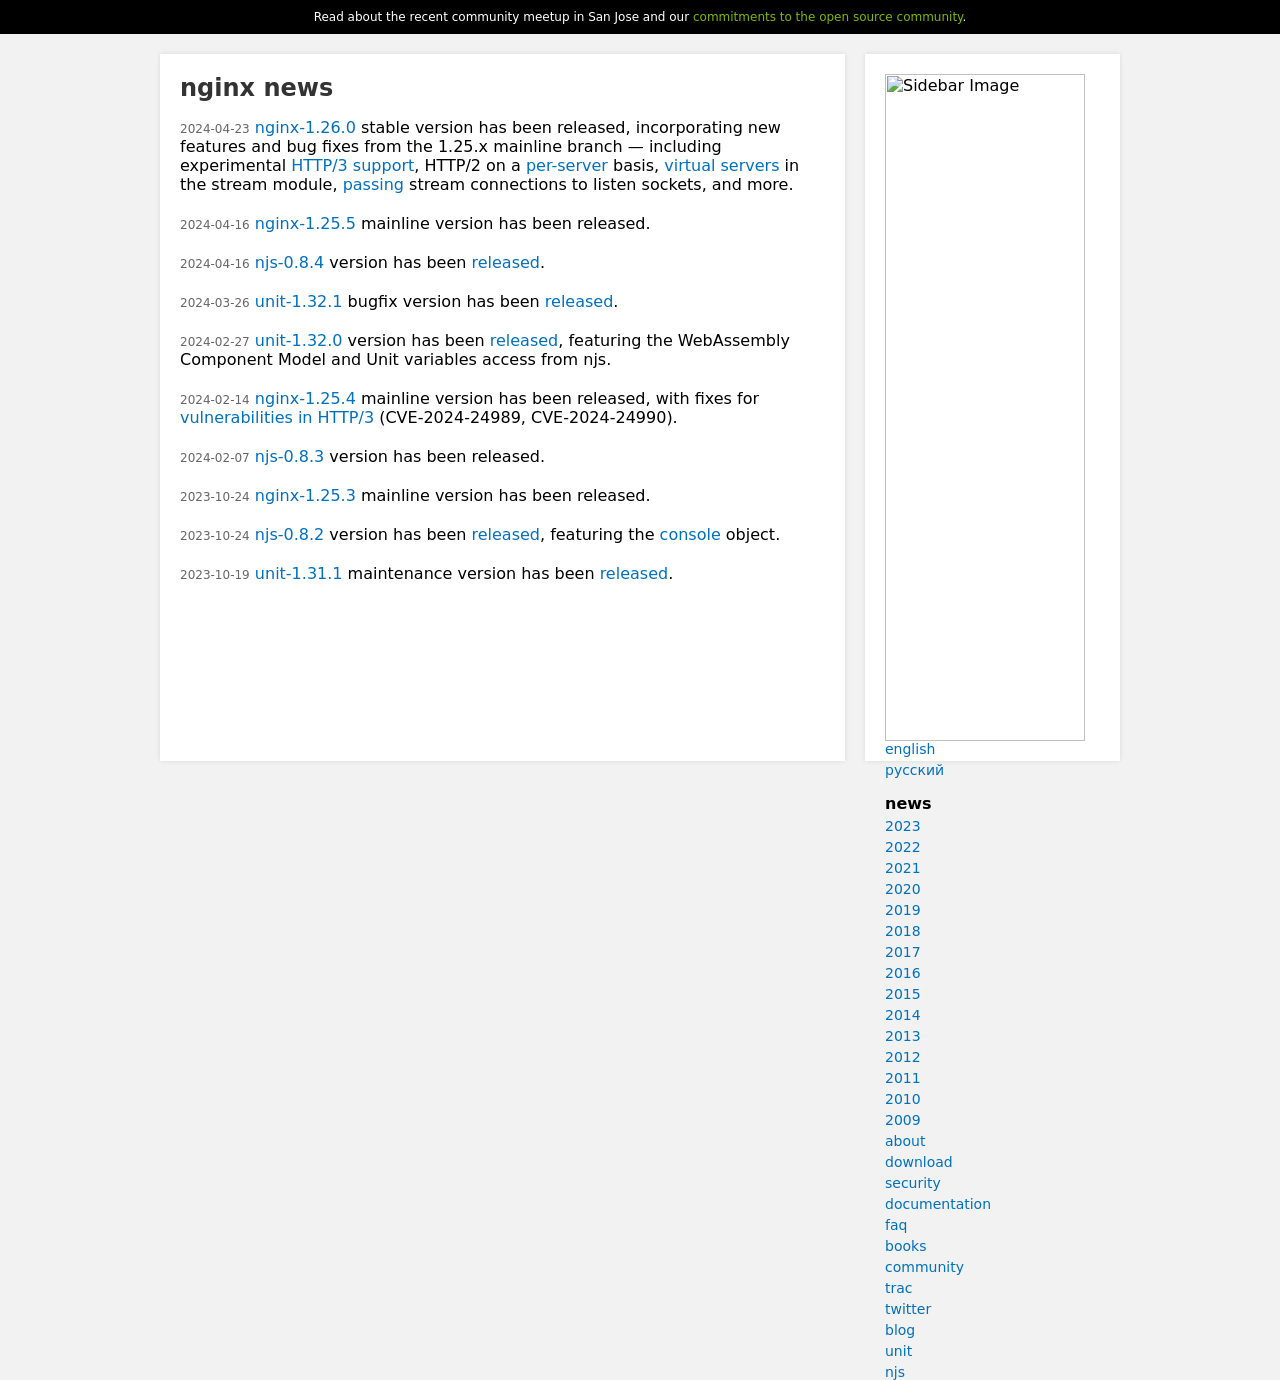 Read about the recent community meetup in San Jose and our commitments to the open source community.
nginx news
2024-04-23 nginx-1.26.0 stable version has been released, incorporating new
features and bug fixes from the 1.25.x mainline branch — including
experimental HTTP/3 support, HTTP/2 on a per-server basis, virtual servers in
the stream module, passing stream connections to listen sockets, and more.
2024-04-16 nginx-1.25.5 mainline version has been released.
2024-04-16 njs-0.8.4 version has been released.
2024-03-26 unit-1.32.1 bugfix version has been released.
2024-02-27 unit-1.32.0 version has been released, featuring the WebAssembly
Component Model and Unit variables access from njs.
2024-02-14 nginx-1.25.4 mainline version has been released, with fixes for
vulnerabilities in HTTP/3 (CVE-2024-24989, CVE-2024-24990).
2024-02-07 njs-0.8.3 version has been released.
2023-10-24 nginx-1.25.3 mainline version has been released.
2023-10-24 njs-0.8.2 version has been released, featuring the console object.
2023-10-19 unit-1.31.1 maintenance version has been released.
Sidebar Image
english
русский
news
2023
2022
2021
2020
2019
2018
2017
2016
2015
2014
2013
2012
2011
2010
2009
about
download
security
documentation
faq
books
community
trac
twitter
blog
unit
njs